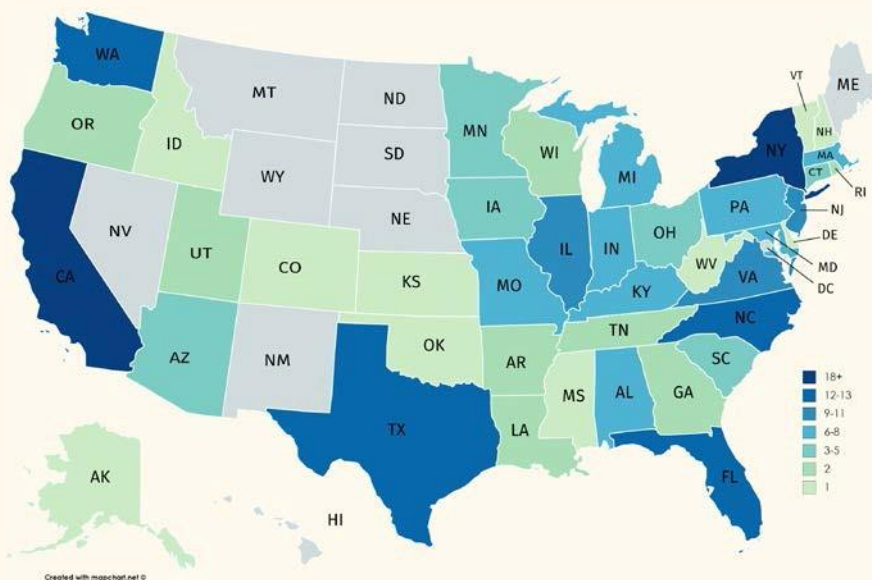 WA
MT
ND
VT
ME
OR
ID
MN
NH
SD
WI
NY
MA
WY
MI
CT
RI
IA
NE
PA
NJ
NV
OH
IL
IN
DE
UT
CA
CO
WV
MD
KS
MO
VA
DC
KY
NC
TN
OK
AZ
NM
AR
SC
MS
AL
GA
18+
12-13
9-11
6-8
3-5
2
1
TX
LA
FL
AK
HI
Created with mapchart.net ©